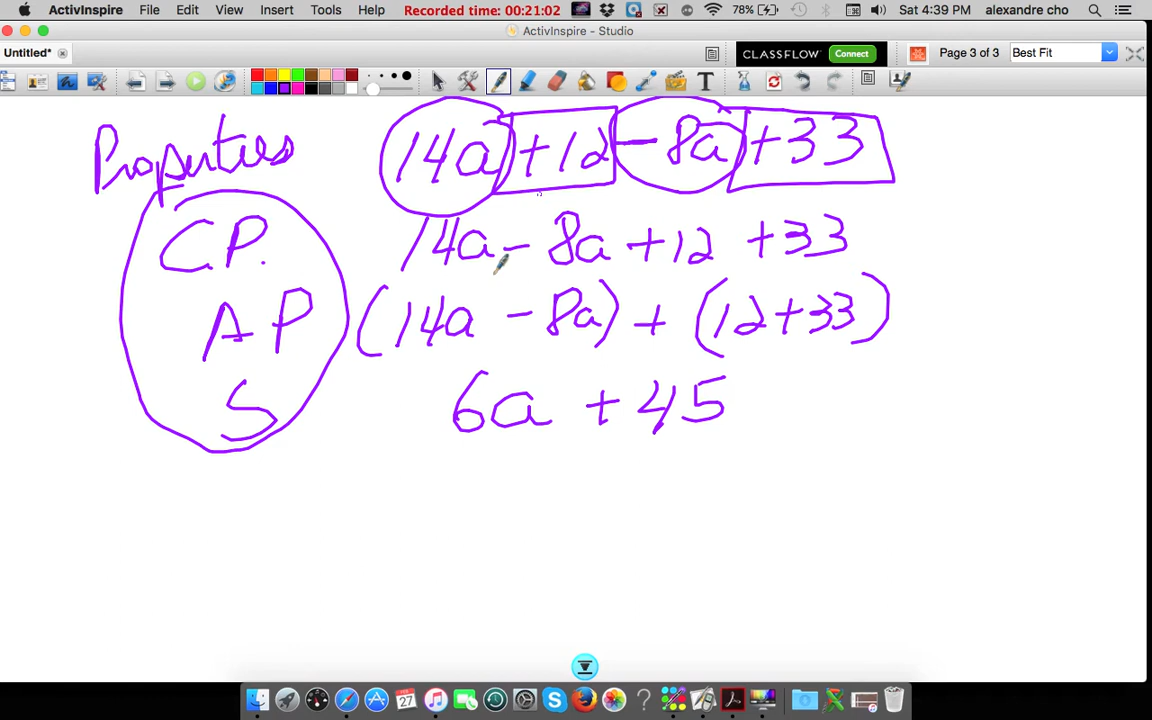 ActivInspire File Edit View Insert Tools Help Recorded time: 00:21:02 78% Sat 4:39 PM alexandre cho
ActivInspire - Studio
Untitled* CLASSFLOW Connect Page 3 of 3 Best Fit
T
Properties 14a +12 - 8a +33
C P. 14a - 8a +12 +33
A P (14a - 8a) + (12+33)
S 6a + 45
27